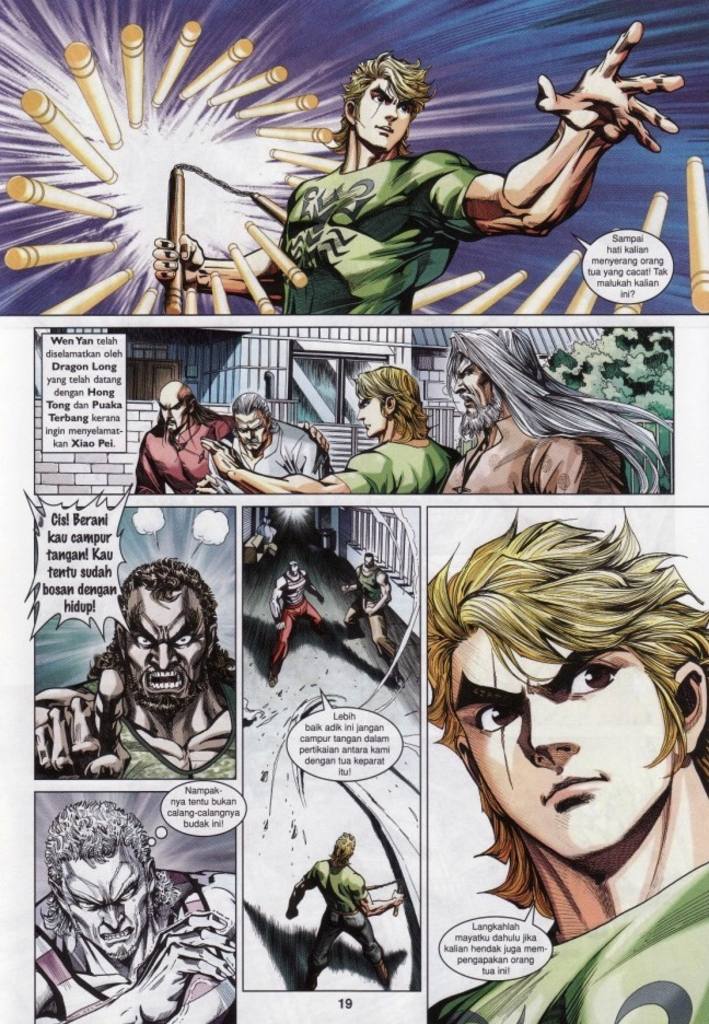 Sampai
hati kalian
menyerang orang
tua yang cacat! Tak
malukah kalian
ini?
Wen Yan telah
diselamatkan oleh
Dragon Long
yang telah datang
dengan Hong
Tong dan Puaka
Terbang kerana
ingin menyelamat-
kan Xiao Pei.
Cis! Berani
kau campur
tangan! Kau
tentu sudah
bosan dengan
hidup!
Lebih
baik adik ini jangan
campur tangan dalam
pertikaian antara kami
dengan tua keparat
itu!
Nampak-
nya tentu bukan
calang-calangnya
budak ini!
Langkahlah
mayatku dahulu jika
kalian hendak juga mem-
pengapakan orang
tua ini!
19